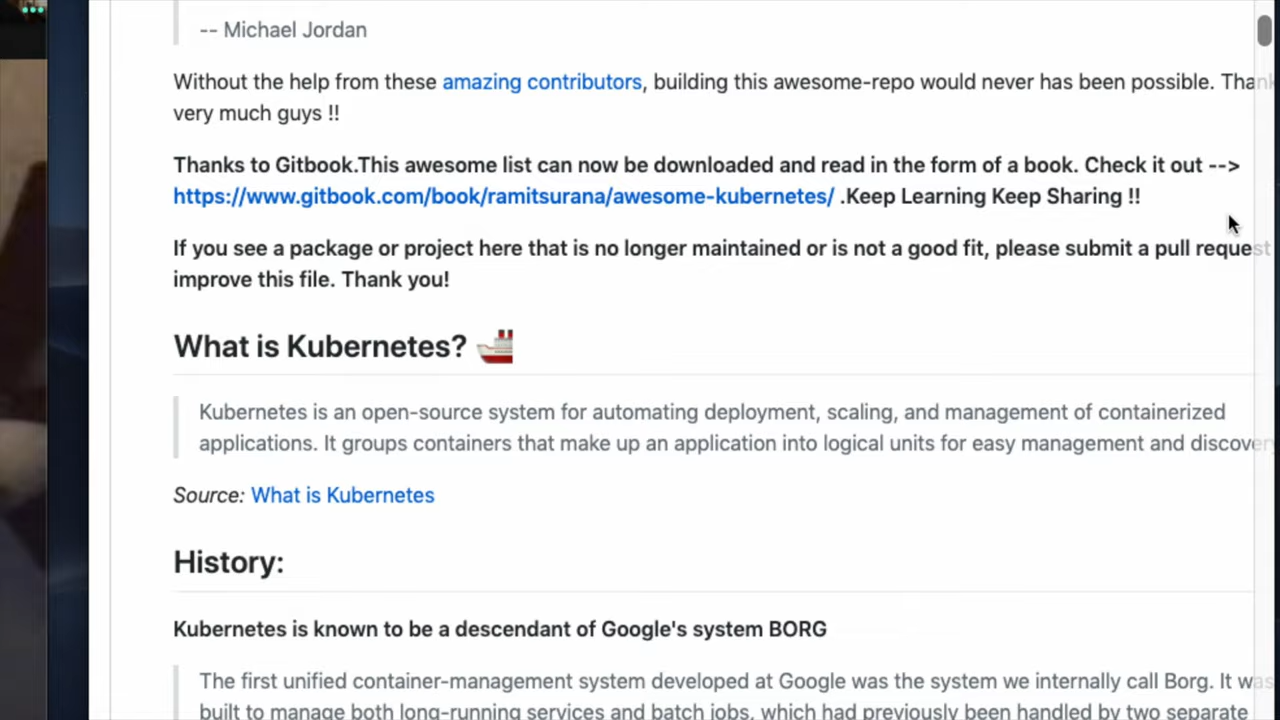 -- Michael Jordan
Without the help from these amazing contributors, building this awesome-repo would never has been possible. Thank
very much guys !!
Thanks to Gitbook.This awesome list can now be downloaded and read in the form of a book. Check it out -->
https://www.gitbook.com/book/ramitsurana/awesome-kubernetes/ .Keep Learning Keep Sharing !!
If you see a package or project here that is no longer maintained or is not a good fit, please submit a pull request
improve this file. Thank you!
What is Kubernetes?
Kubernetes is an open-source system for automating deployment, scaling, and management of containerized
applications. It groups containers that make up an application into logical units for easy management and discovery
Source: What is Kubernetes
History:
Kubernetes is known to be a descendant of Google's system BORG
The first unified container-management system developed at Google was the system we internally call Borg. It was
built to manage both long-running services and batch jobs, which had previously been handled by two separate